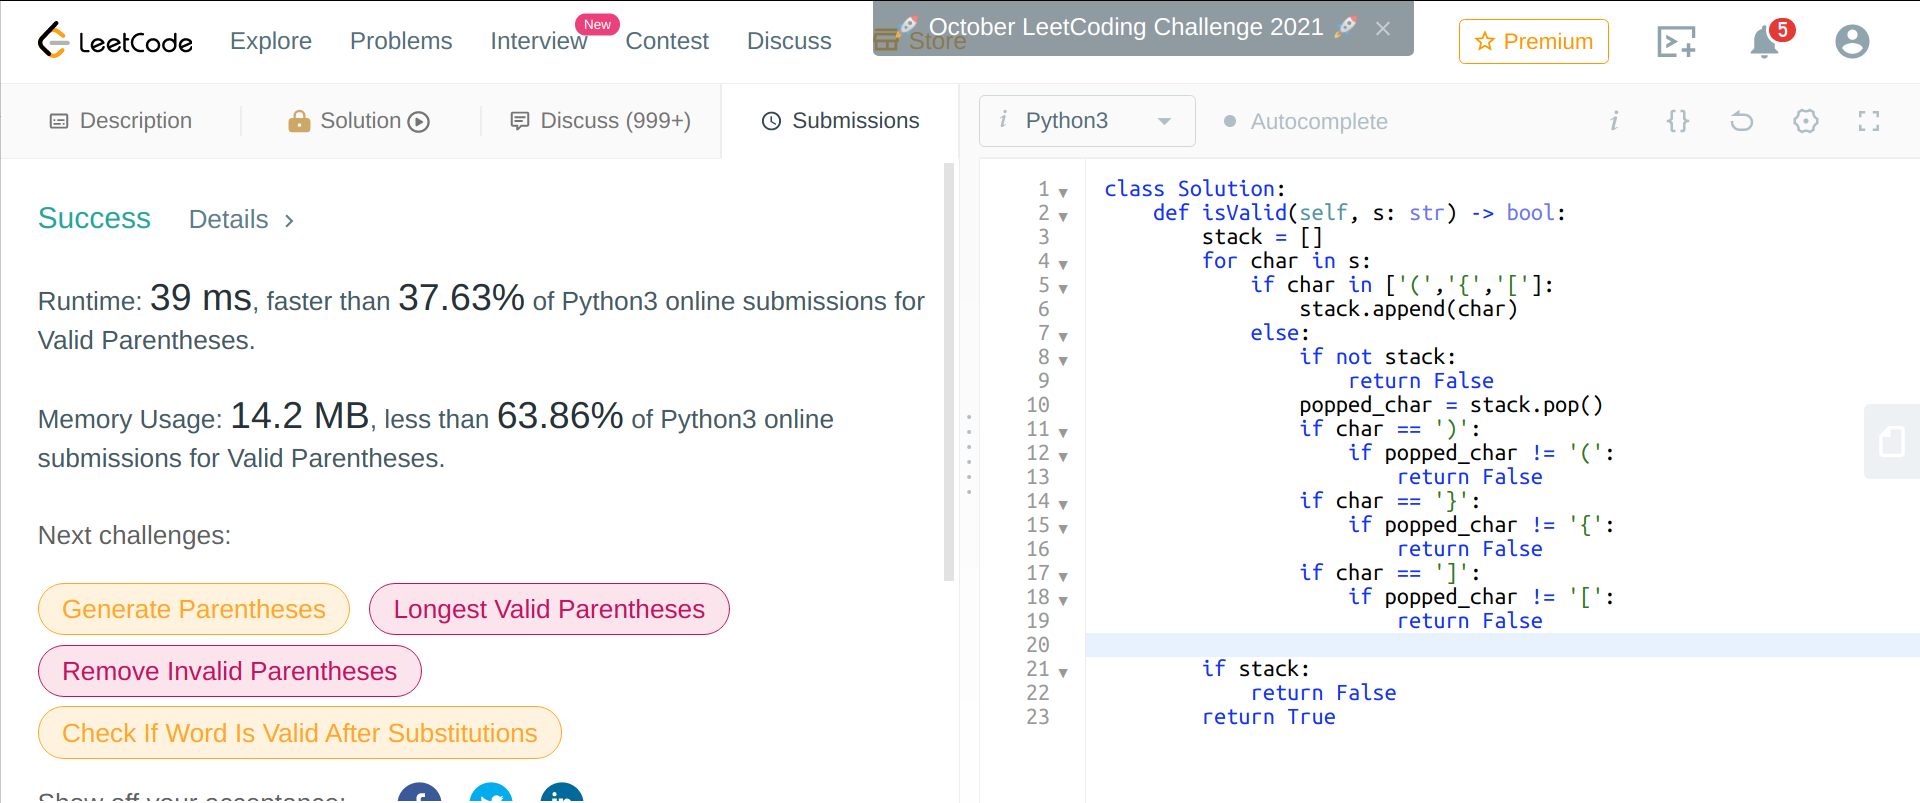 LeetCode Explore Problems Interview New Contest Discuss Store 🚀 October LeetCoding Challenge 2021 🚀 × Premium 5
Description Solution Discuss (999+) Submissions
i Python3 Autocomplete i {}
Success Details >
Runtime: 39 ms, faster than 37.63% of Python3 online submissions for
Valid Parentheses.
Memory Usage: 14.2 MB, less than 63.86% of Python3 online
submissions for Valid Parentheses.
Next challenges:
Generate Parentheses Longest Valid Parentheses
Remove Invalid Parentheses
Check If Word Is Valid After Substitutions
Show off your acceptance:
1 class Solution:
2     def isValid(self, s: str) -> bool:
3         stack = []
4         for char in s:
5             if char in ['(','{','[']:
6                 stack.append(char)
7             else:
8                 if not stack:
9                     return False
10                 popped_char = stack.pop()
11                 if char == ')':
12                     if popped_char != '(':
13                         return False
14                 if char == '}':
15                     if popped_char != '{':
16                         return False
17                 if char == ']':
18                     if popped_char != '[':
19                         return False
20
21         if stack:
22             return False
23         return True